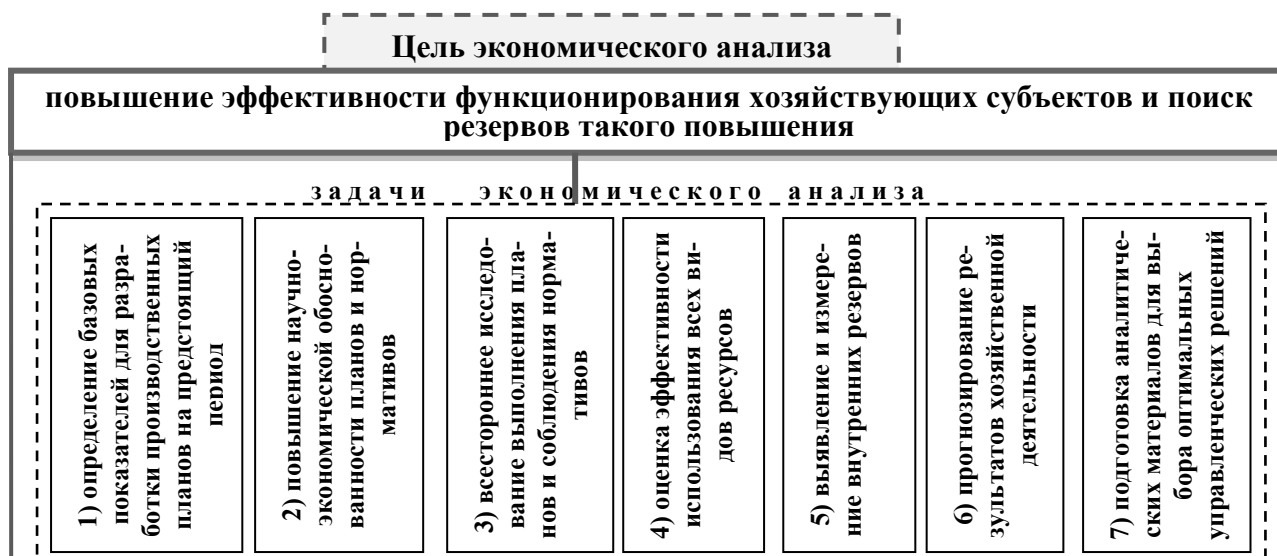 Цель экономического анализа
повышение эффективности функционирования хозяйствующих субъектов и поиск
резервов такого повышения
задачи экономического анализа
1) определение базовых
показателей для разра-
ботки производственных
планов на предстоящий
период
2) повышение научно-
экономической обосно-
ванности планов и нор-
мативов
3) всестороннее исследо-
вание выполнения пла-
нов и соблюдения норма-
тивов
4) оценка эффективности
использования всех ви-
дов ресурсов
5) выявление и измере-
ние внутренних резервов
6) прогнозирование ре-
зультатов хозяйственной
деятельности
7) подготовка аналитиче-
ских материалов для вы-
бора оптимальных
управленческих решений